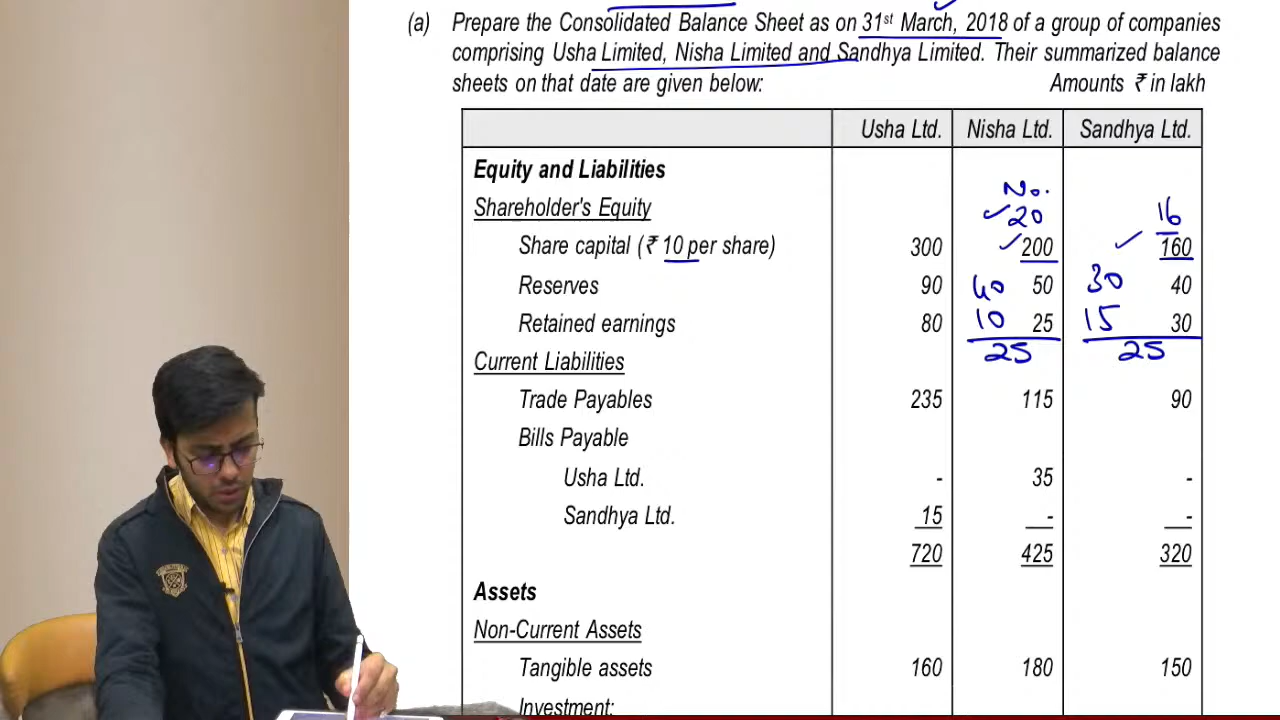 (a) Prepare the Consolidated Balance Sheet as on 31st March, 2018 of a group of companies
comprising Usha Limited, Nisha Limited and Sandhya Limited. Their summarized balance
sheets on that date are given below: Amounts ₹ in lakh
Usha Ltd. Nisha Ltd. Sandhya Ltd.
Equity and Liabilities
No.
Shareholder's Equity 20 16
Share capital (₹ 10 per share) 300 200 160
Reserves 90 40 50 30 40
Retained earnings 80 10 25 15 30
Current Liabilities 25 25
Trade Payables 235 115 90
Bills Payable
Usha Ltd. - 35 -
Sandhya Ltd. 15 - -
720 425 320
Assets
Non-Current Assets
Tangible assets 160 180 150
Investment: